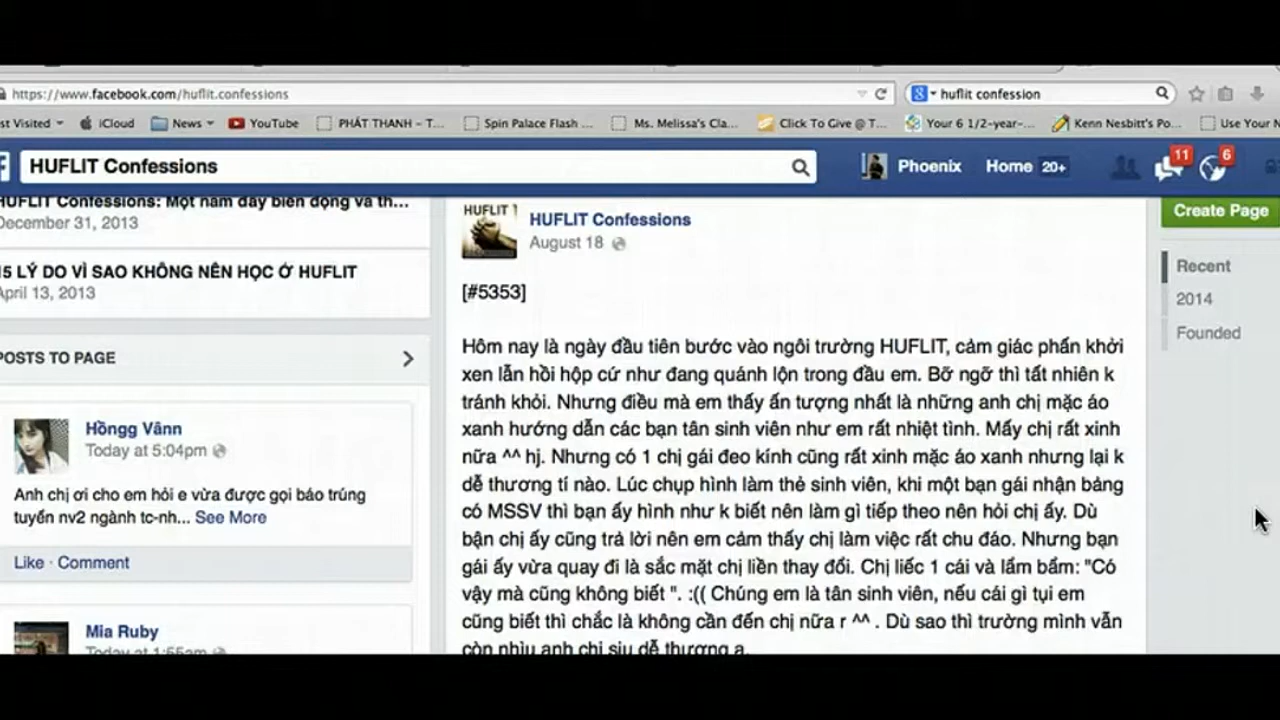 https://www.facebook.com/huflit.confessions
huflit confession
st Visited
iCloud
News
YouTube
PHÁT THANH – T...
Spin Palace Flash ...
Ms. Melissa's Cla...
Click To Give @ T...
Your 6 1/2-year-...
Kenn Nesbitt's Po...
Use Your N
HUFLIT Confessions
Phoenix
Home 20+
11
6
HUFLIT Confessions: Một năm đầy biến động và th...
December 31, 2013
15 LÝ DO VÌ SAO KHÔNG NÊN HỌC Ở HUFLIT
April 13, 2013
POSTS TO PAGE
Hồngg Vânn
Today at 5:04pm
Anh chị ơi cho em hỏi e vừa được gọi báo trúng
tuyển nv2 ngành tc-nh... See More
Like · Comment
Mia Ruby
Today at 1:55am
HUFLIT
HUFLIT Confessions
August 18
[#5353]
Hôm nay là ngày đầu tiên bước vào ngôi trường HUFLIT, cảm giác phấn khởi
xen lẫn hồi hộp cứ như đang quánh lộn trong đầu em. Bỡ ngỡ thì tất nhiên k
tránh khỏi. Nhưng điều mà em thấy ấn tượng nhất là những anh chị mặc áo
xanh hướng dẫn các bạn tân sinh viên như em rất nhiệt tình. Mấy chị rất xinh
nữa ^^ hj. Nhưng có 1 chị gái đeo kính cũng rất xinh mặc áo xanh nhưng lại k
dễ thương tí nào. Lúc chụp hình làm thẻ sinh viên, khi một bạn gái nhận bảng
có MSSV thì bạn ấy hình như k biết nên làm gì tiếp theo nên hỏi chị ấy. Dù
bận chị ấy cũng trả lời nên em cảm thấy chị làm việc rất chu đáo. Nhưng bạn
gái ấy vừa quay đi là sắc mặt chị liền thay đổi. Chị liếc 1 cái và lẩm bẩm: "Có
vậy mà cũng không biết ". :(( Chúng em là tân sinh viên, nếu cái gì tụi em
cũng biết thì chắc là không cần đến chị nữa r ^^ . Dù sao thì trường mình vẫn
còn nhìu anh chị siu dễ thương ạ.
Create Page
Recent
2014
Founded